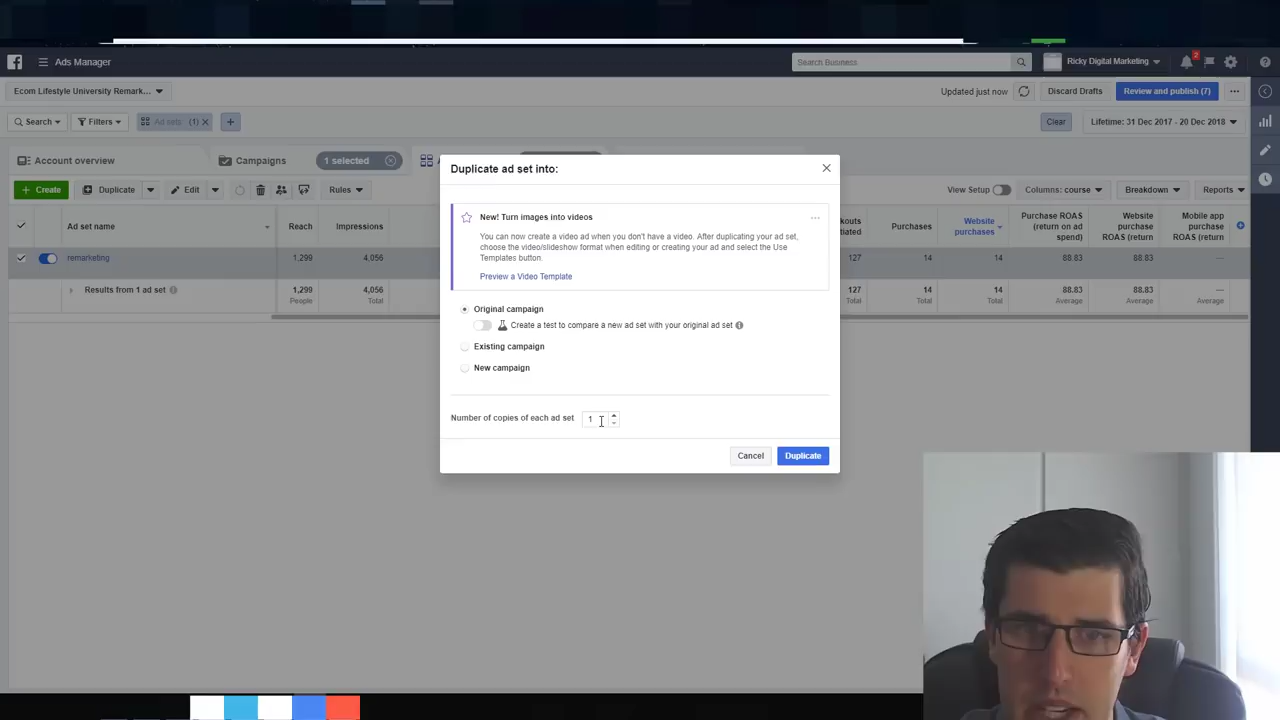 Ads Manager
Search Business
Ricky Digital Marketing
2
Ecom Lifestyle University Remark...
Updated just now
Discard Drafts
Review and publish (7)
Search
Filters
Ad sets (1)
Clear
Lifetime: 31 Dec 2017 - 20 Dec 2018
Account overview
Campaigns
1 selected
Create
Duplicate
Edit
Rules
View Setup
Columns: course
Breakdown
Reports
Ad set name
Reach
Impressions
Purchases
Website
purchases
Purchase ROAS
(return on ad
spend)
Website
purchase
ROAS (return
Mobile app
purchase
ROAS (return
remarketing
1,299
4,056
127
14
14
88.83
88.83
—
Results from 1 ad set
1,299
People
4,056
Total
127
Total
14
Total
14
Total
88.83
Average
88.83
Average
—
Average
Duplicate ad set into:
New! Turn images into videos
You can now create a video ad when you don't have a video. After duplicating your ad set,
choose the video/slideshow format when editing or creating your ad and select the Use
Templates button.
Preview a Video Template
Original campaign
Create a test to compare a new ad set with your original ad set
Existing campaign
New campaign
Number of copies of each ad set
1
Cancel
Duplicate